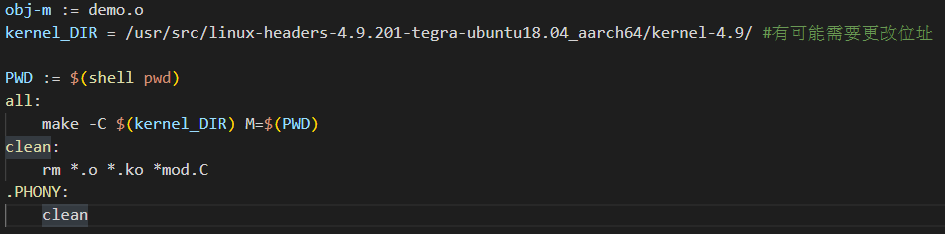 obj-m := demo.o
kernel_DIR = /usr/src/linux-headers-4.9.201-tegra-ubuntu18.04_aarch64/kernel-4.9/ #有可能需要更改位址
PWD := $(shell pwd)
all:
    make -C $(kernel_DIR) M=$(PWD)
clean:
    rm *.o *.ko *mod.C
.PHONY:
    clean